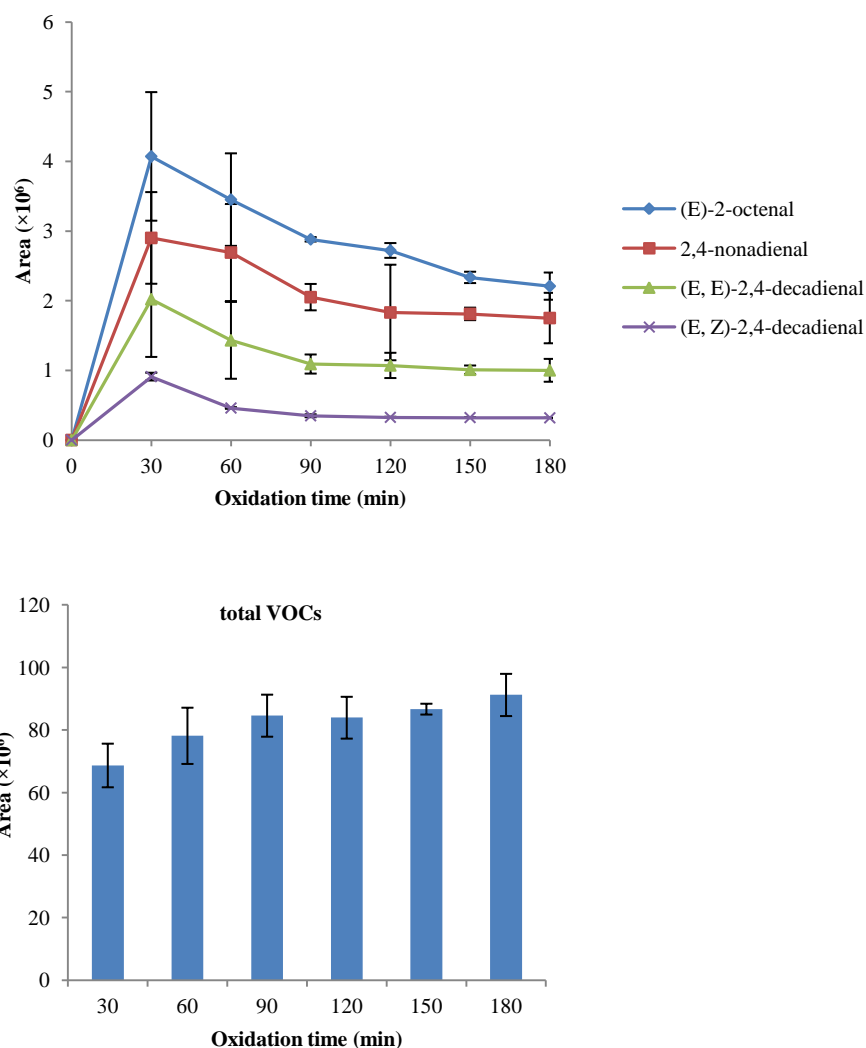 6
5
4
3
2
1
0
Area (×10⁶)
0 30 60 90 120 150 180
Oxidation time (min)
(E)-2-octenal
2,4-nonadienal
(E, E)-2,4-decadienal
(E, Z)-2,4-decadienal
total VOCs
120
100
80
60
40
20
0
Area (×10⁶)
30 60 90 120 150 180
Oxidation time (min)